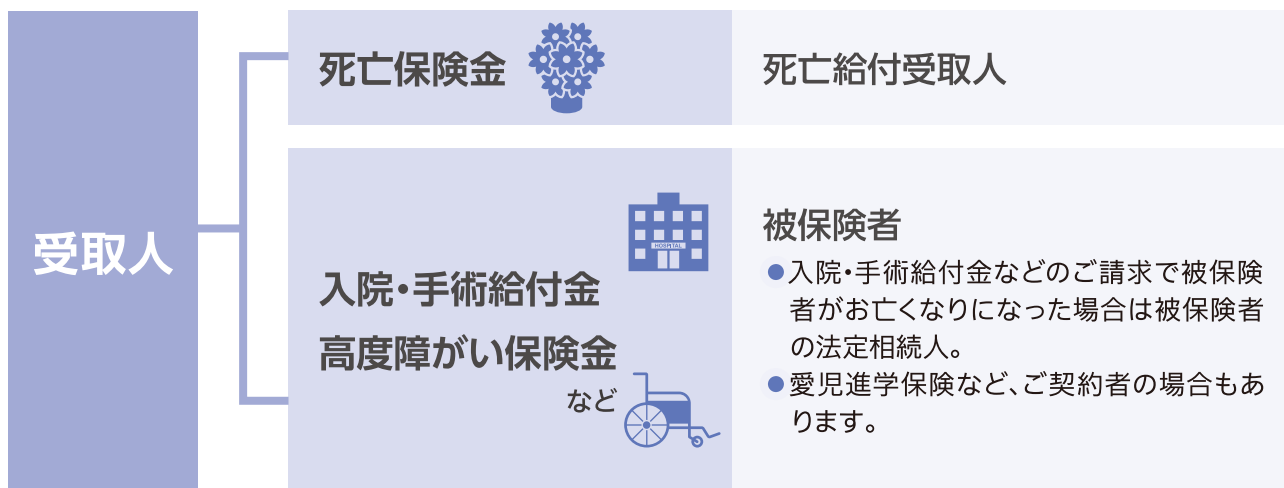 受取人
死亡保険金
死亡給付受取人
HOSPITAL
入院・手術給付金
高度障がい保険金
など
被保険者
●入院・手術給付金などのご請求で被保険
者がお亡くなりになった場合は被保険者
の法定相続人。
●愛児進学保険など、ご契約者の場合もあ
ります。